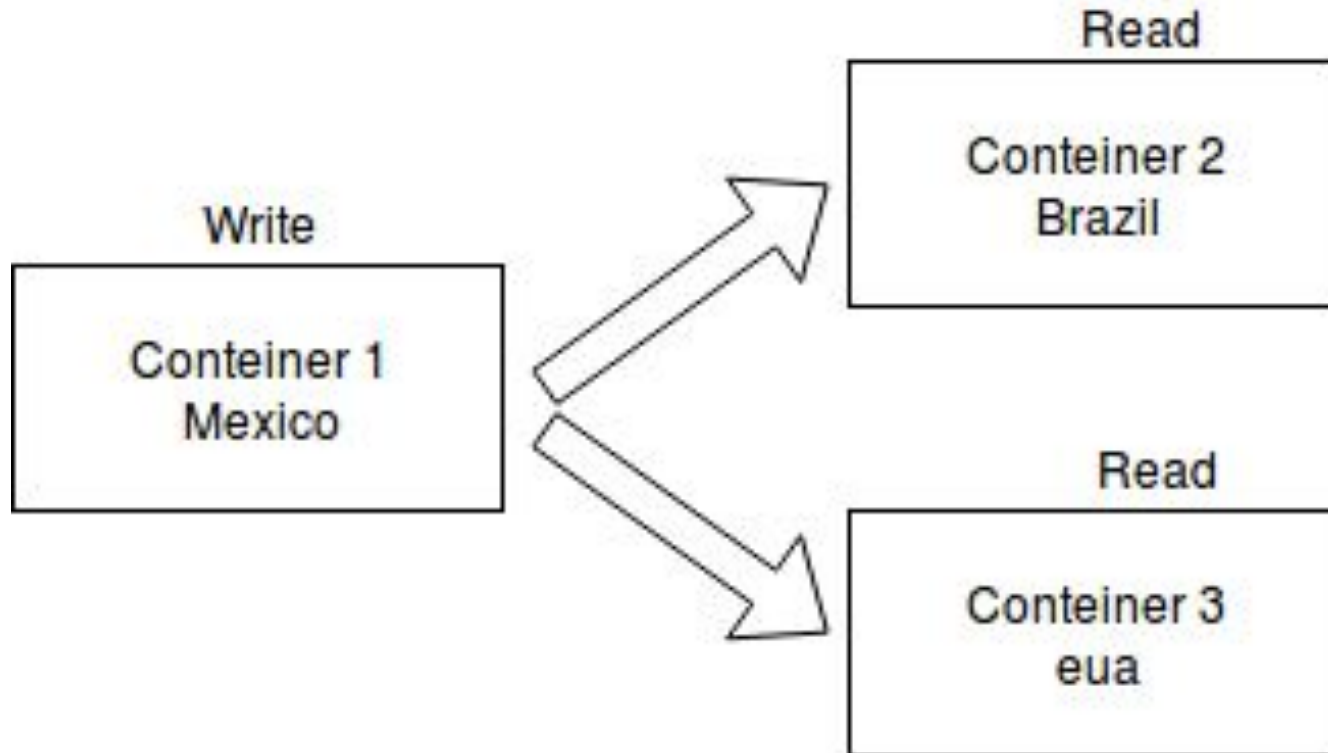 Write
Conteiner 1
Mexico
Read
Conteiner 2
Brazil
Read
Conteiner 3
eua